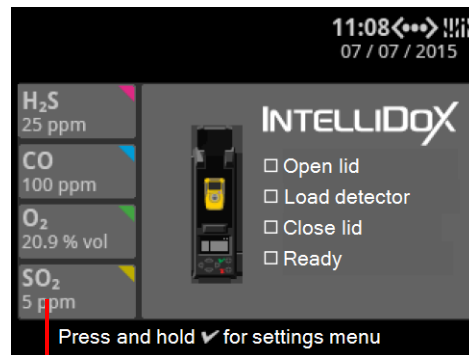 11:08
07 / 07 / 2015
H₂S
25 ppm
CO
100 ppm
O₂
20.9 % vol
SO₂
5 ppm
INTELLIDOX
Open lid
Load detector
Close lid
Ready
Press and hold ✔ for settings menu